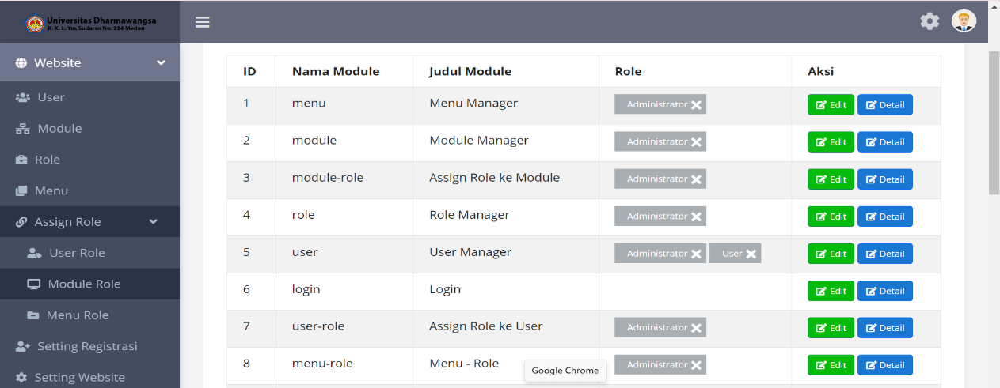 Universitas Dharmawangsa
Jl. K. L. Yos Sudarso No. 224 Medan
Website
User
Module
Role
Menu
Assign Role
User Role
Module Role
Menu Role
Setting Registrasi
Setting Website
ID Nama Module Judul Module Role Aksi
1 menu Menu Manager Administrator Edit Detail
2 module Module Manager Administrator Edit Detail
3 module-role Assign Role ke Module Administrator Edit Detail
4 role Role Manager Administrator Edit Detail
5 user User Manager Administrator User Edit Detail
6 login Login Edit Detail
7 user-role Assign Role ke User Administrator Edit Detail
8 menu-role Menu - Role Administrator Edit Detail
Google Chrome